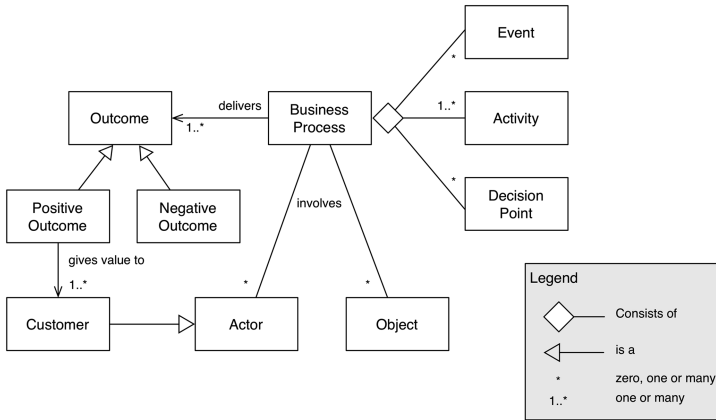 Event
*
delivers
1..*
Outcome
Business
Process
1..*
Activity
*
Positive
Outcome
Negative
Outcome
involves
Decision
Point
gives value to
1..*
*
*
Customer
Actor
Object
Legend
Consists of
is a
*
zero, one or many
1..*
one or many